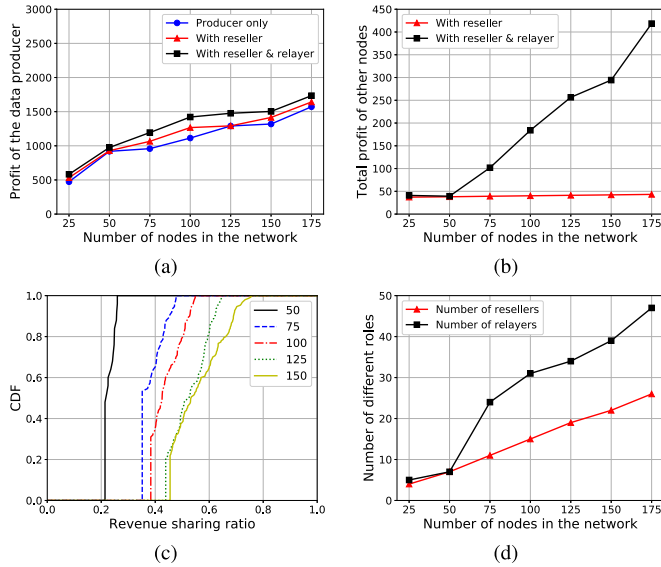 3000
2500
2000
1500
1000
500
0
Profit of the data producer
Producer only
With reseller
With reseller & relayer
25 50 75 100 125 150 175
Number of nodes in the network
(a)
450
400
350
300
250
200
150
100
50
0
Total profit of other nodes
With reseller
With reseller & relayer
25 50 75 100 125 150 175
Number of nodes in the network
(b)
1.0
0.8
0.6
0.4
0.2
0.0
CDF
50
75
100
125
150
0.0 0.2 0.4 0.6 0.8 1.0
Revenue sharing ratio
(c)
50
40
30
20
10
0
Number of different roles
Number of resellers
Number of relayers
25 50 75 100 125 150 175
Number of nodes in the network
(d)